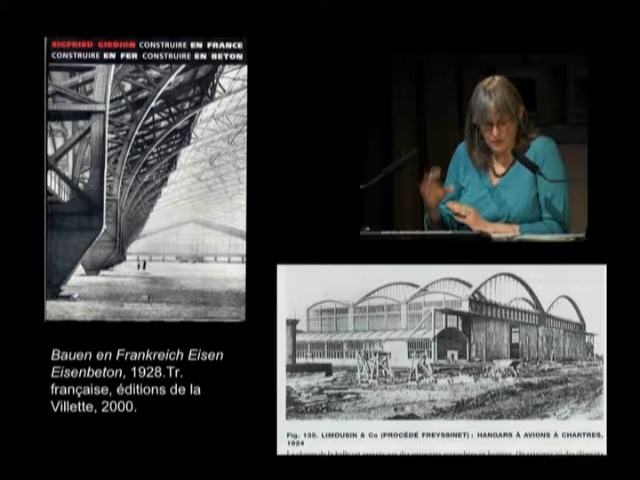 SIGFRIED GIEDION CONSTRUIRE EN FRANCE
CONSTRUIRE EN FER CONSTRUIRE EN BETON
Bauen en Frankreich Eisen
Eisenbeton, 1928.Tr.
française, éditions de la
Villette, 2000.
Fig. 139. LIMOUSIN & Co (PROCÉDÉ FREYSSINET) : HANGARS À AVIONS À CHARTRES,
1924